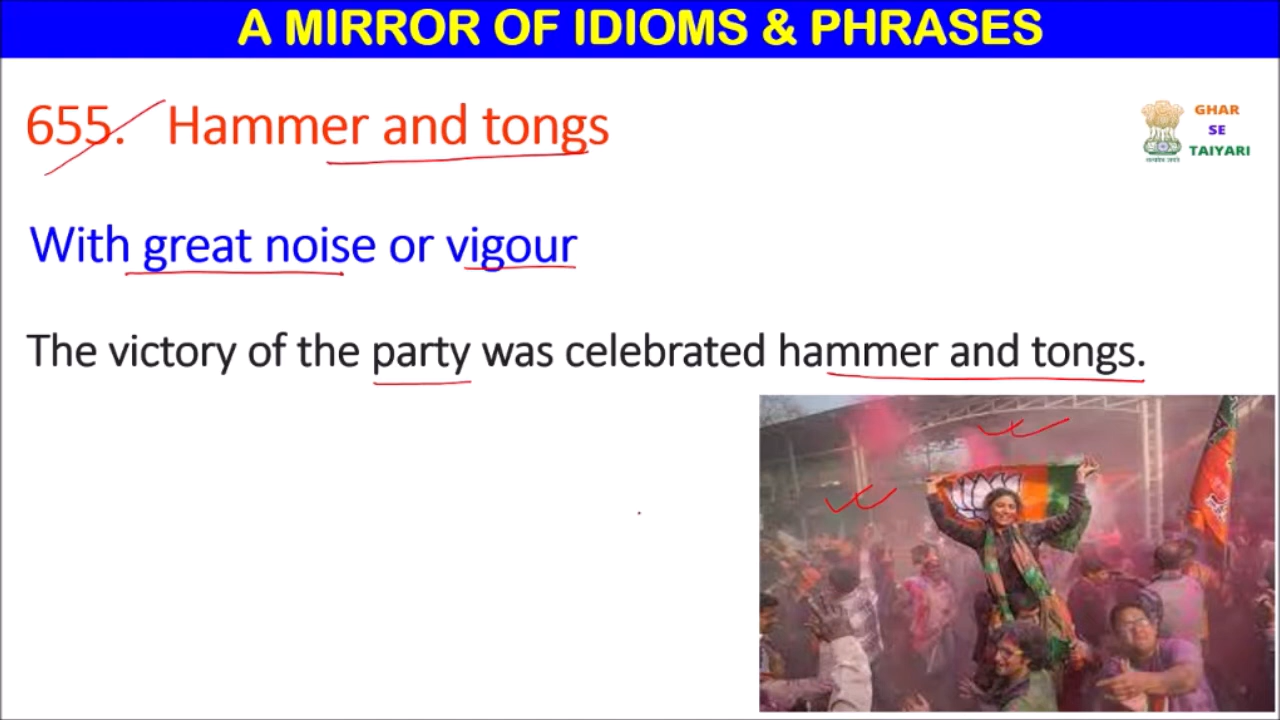 A MIRROR OF IDIOMS & PHRASES
655. Hammer and tongs
GHAR
SE
TAIYARI
With great noise or vigour
The victory of the party was celebrated hammer and tongs.